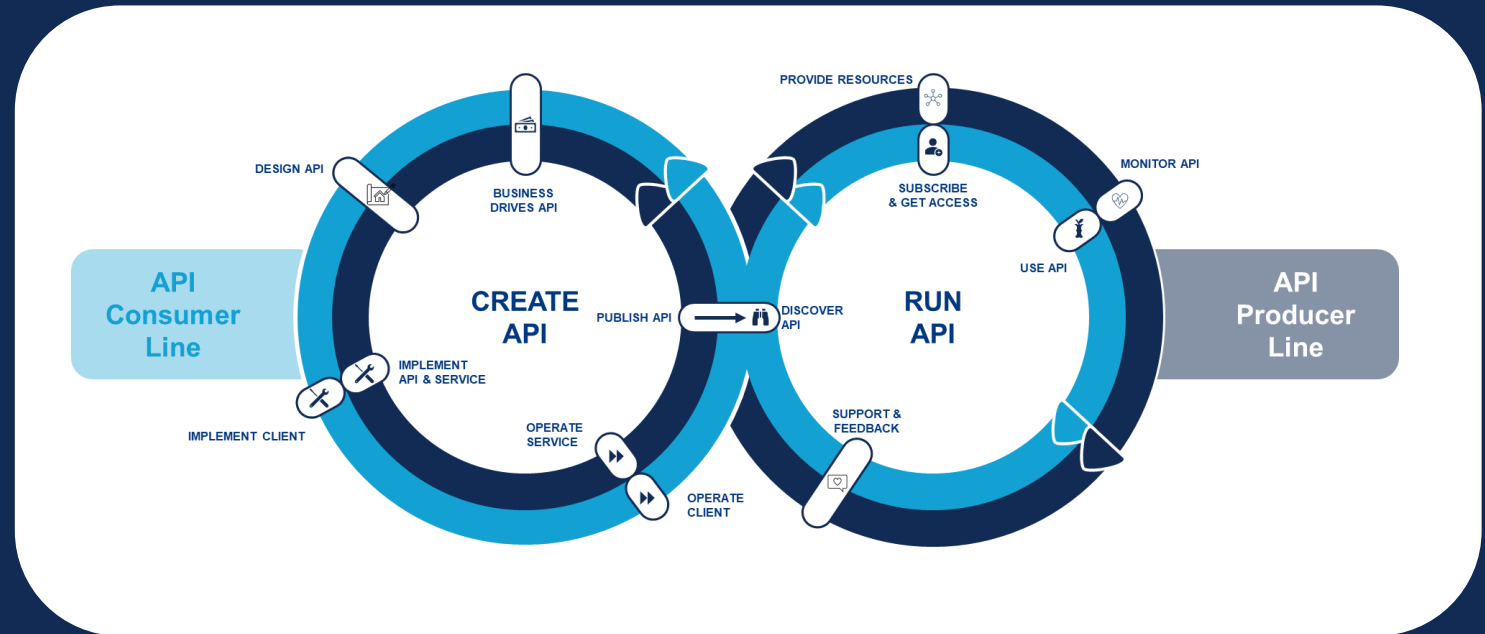 PROVIDE RESOURCES
DESIGN API
BUSINESS
DRIVES API
SUBSCRIBE
& GET ACCESS
MONITOR API
USE API
API
Consumer
Line
CREATE
API
PUBLISH API
DISCOVER
API
RUN
API
API
Producer
Line
IMPLEMENT
API & SERVICE
IMPLEMENT CLIENT
OPERATE
SERVICE
OPERATE
CLIENT
SUPPORT &
FEEDBACK